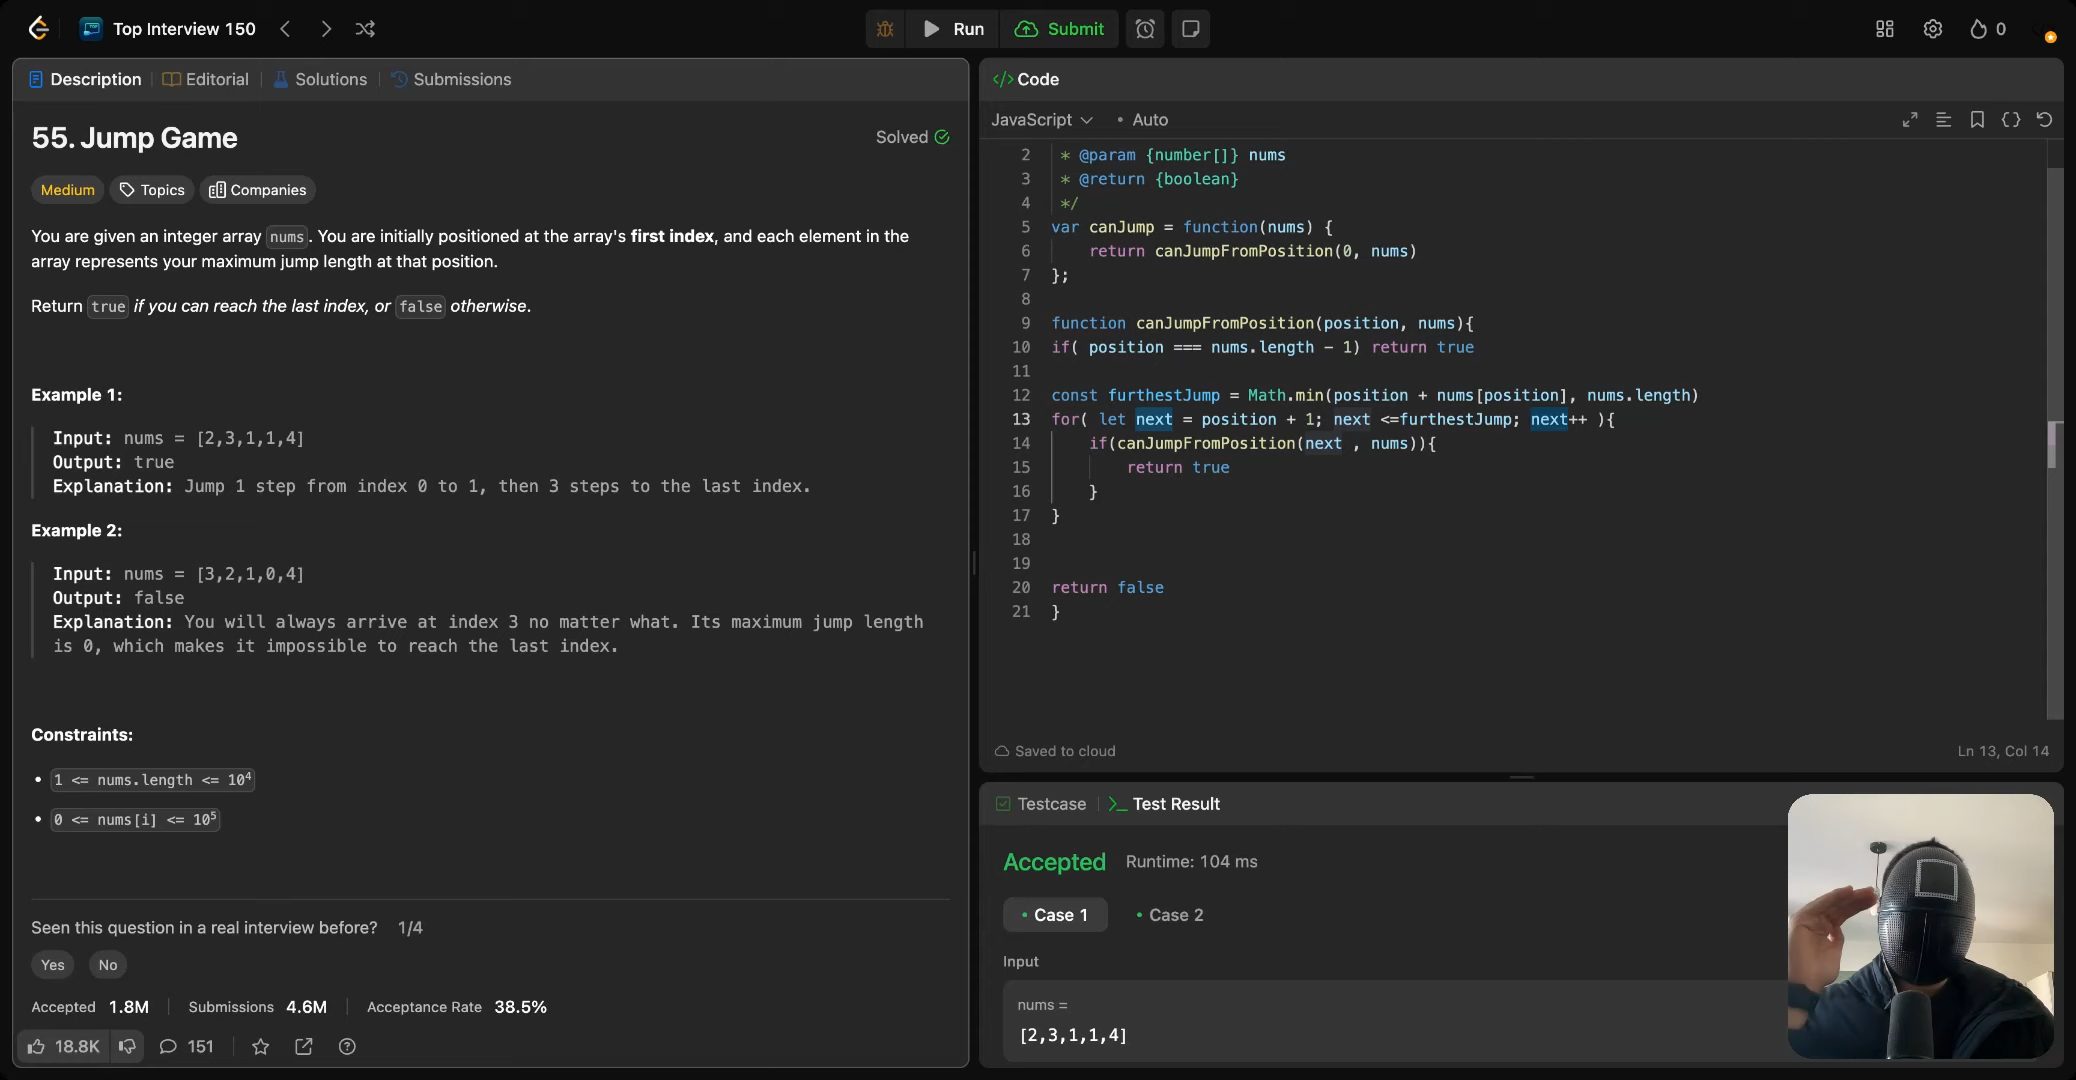 Top Interview 150
Run
Submit
0
Description
Editorial
Solutions
Submissions
55. Jump Game
Solved
Medium
Topics
Companies
You are given an integer array nums. You are initially positioned at the array's first index, and each element in the
array represents your maximum jump length at that position.
Return true if you can reach the last index, or false otherwise.
Example 1:
Input: nums = [2,3,1,1,4]
Output: true
Explanation: Jump 1 step from index 0 to 1, then 3 steps to the last index.
Example 2:
Input: nums = [3,2,1,0,4]
Output: false
Explanation: You will always arrive at index 3 no matter what. Its maximum jump length
is 0, which makes it impossible to reach the last index.
Constraints:
• 1 <= nums.length <= 10⁴
• 0 <= nums[i] <= 10⁵
Seen this question in a real interview before? 1/4
Yes No
Accepted 1.8M Submissions 4.6M Acceptance Rate 38.5%
18.8K 151
</> Code
JavaScript • Auto
2 * @param {number[]} nums
3 * @return {boolean}
4 */
5 var canJump = function(nums) {
6 return canJumpFromPosition(0, nums)
7 };
8
9 function canJumpFromPosition(position, nums){
10 if( position === nums.length - 1) return true
11
12 const furthestJump = Math.min(position + nums[position], nums.length)
13 for( let next = position + 1; next <=furthestJump; next++ ){
14 if(canJumpFromPosition(next , nums)){
15 return true
16 }
17 }
18
19
20 return false
21 }
Saved to cloud
Ln 13, Col 14
Testcase
Test Result
Accepted Runtime: 104 ms
• Case 1 • Case 2
Input
nums =
[2,3,1,1,4]